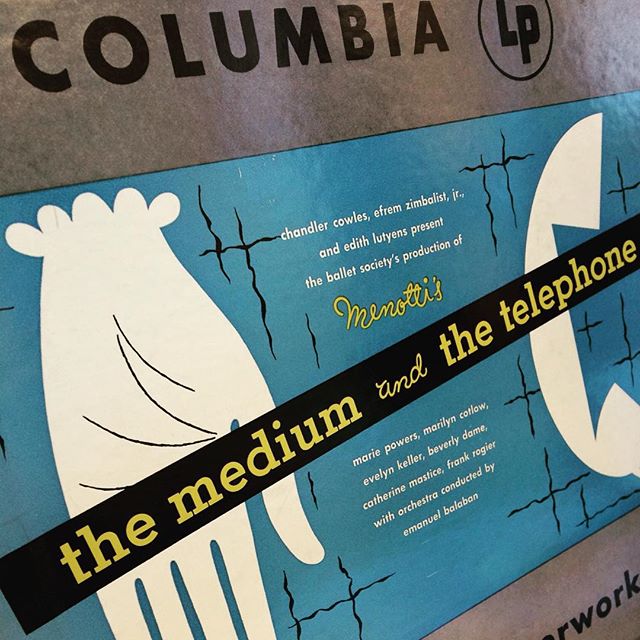 COLUMBIA LP
chandler cowles, efrem zimbalist, jr.,
and edith lutyens present
the ballet society's production of
Menotti's
the medium and the telephone
marie powers, marilyn cotlow,
evelyn keller, beverly dame,
catherine mastice, frank rogier
with orchestra conducted by
emanuel balaban